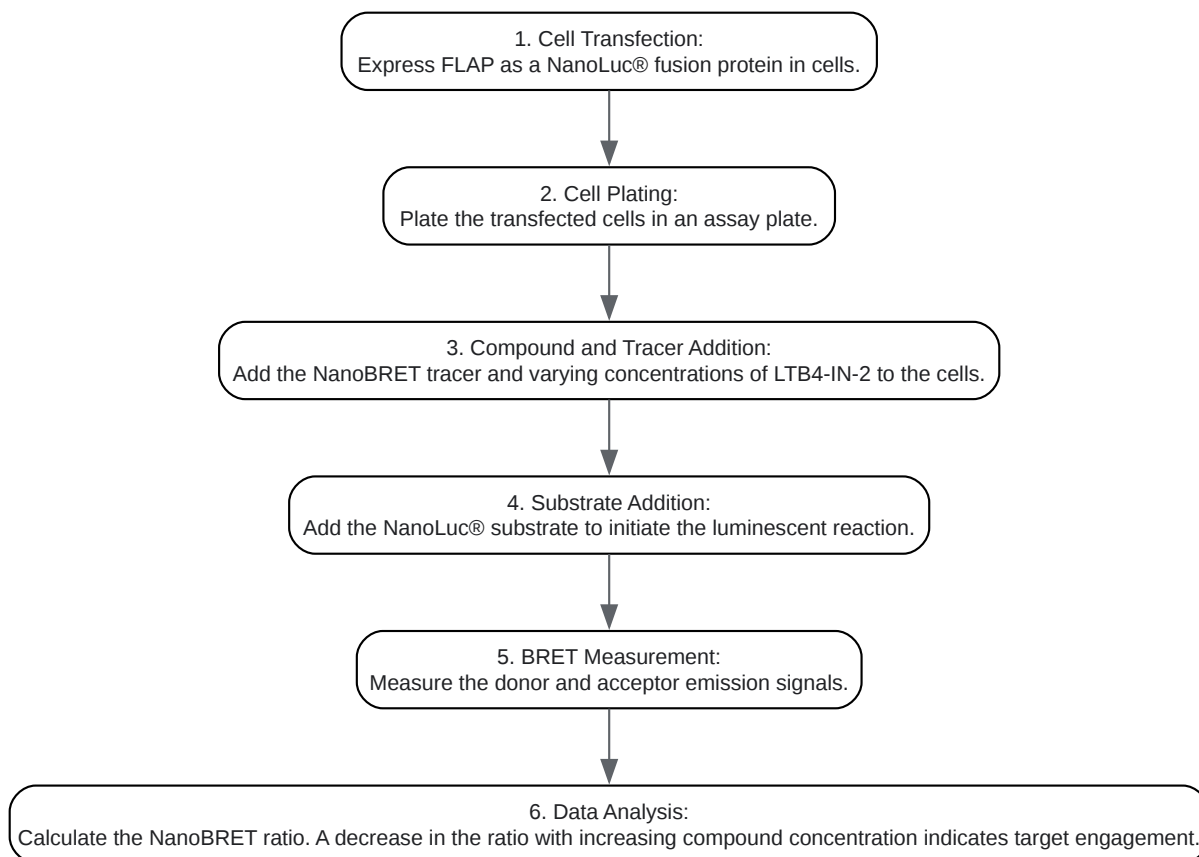 1. Cell Transfection:
Express FLAP as a NanoLuc® fusion protein in cells.
2. Cell Plating:
Plate the transfected cells in an assay plate.
3. Compound and Tracer Addition:
Add the NanoBRET tracer and varying concentrations of LTB4-IN-2 to the cells.
4. Substrate Addition:
Add the NanoLuc® substrate to initiate the luminescent reaction.
5. BRET Measurement:
Measure the donor and acceptor emission signals.
6. Data Analysis:
Calculate the NanoBRET ratio. A decrease in the ratio with increasing compound concentration indicates target engagement.